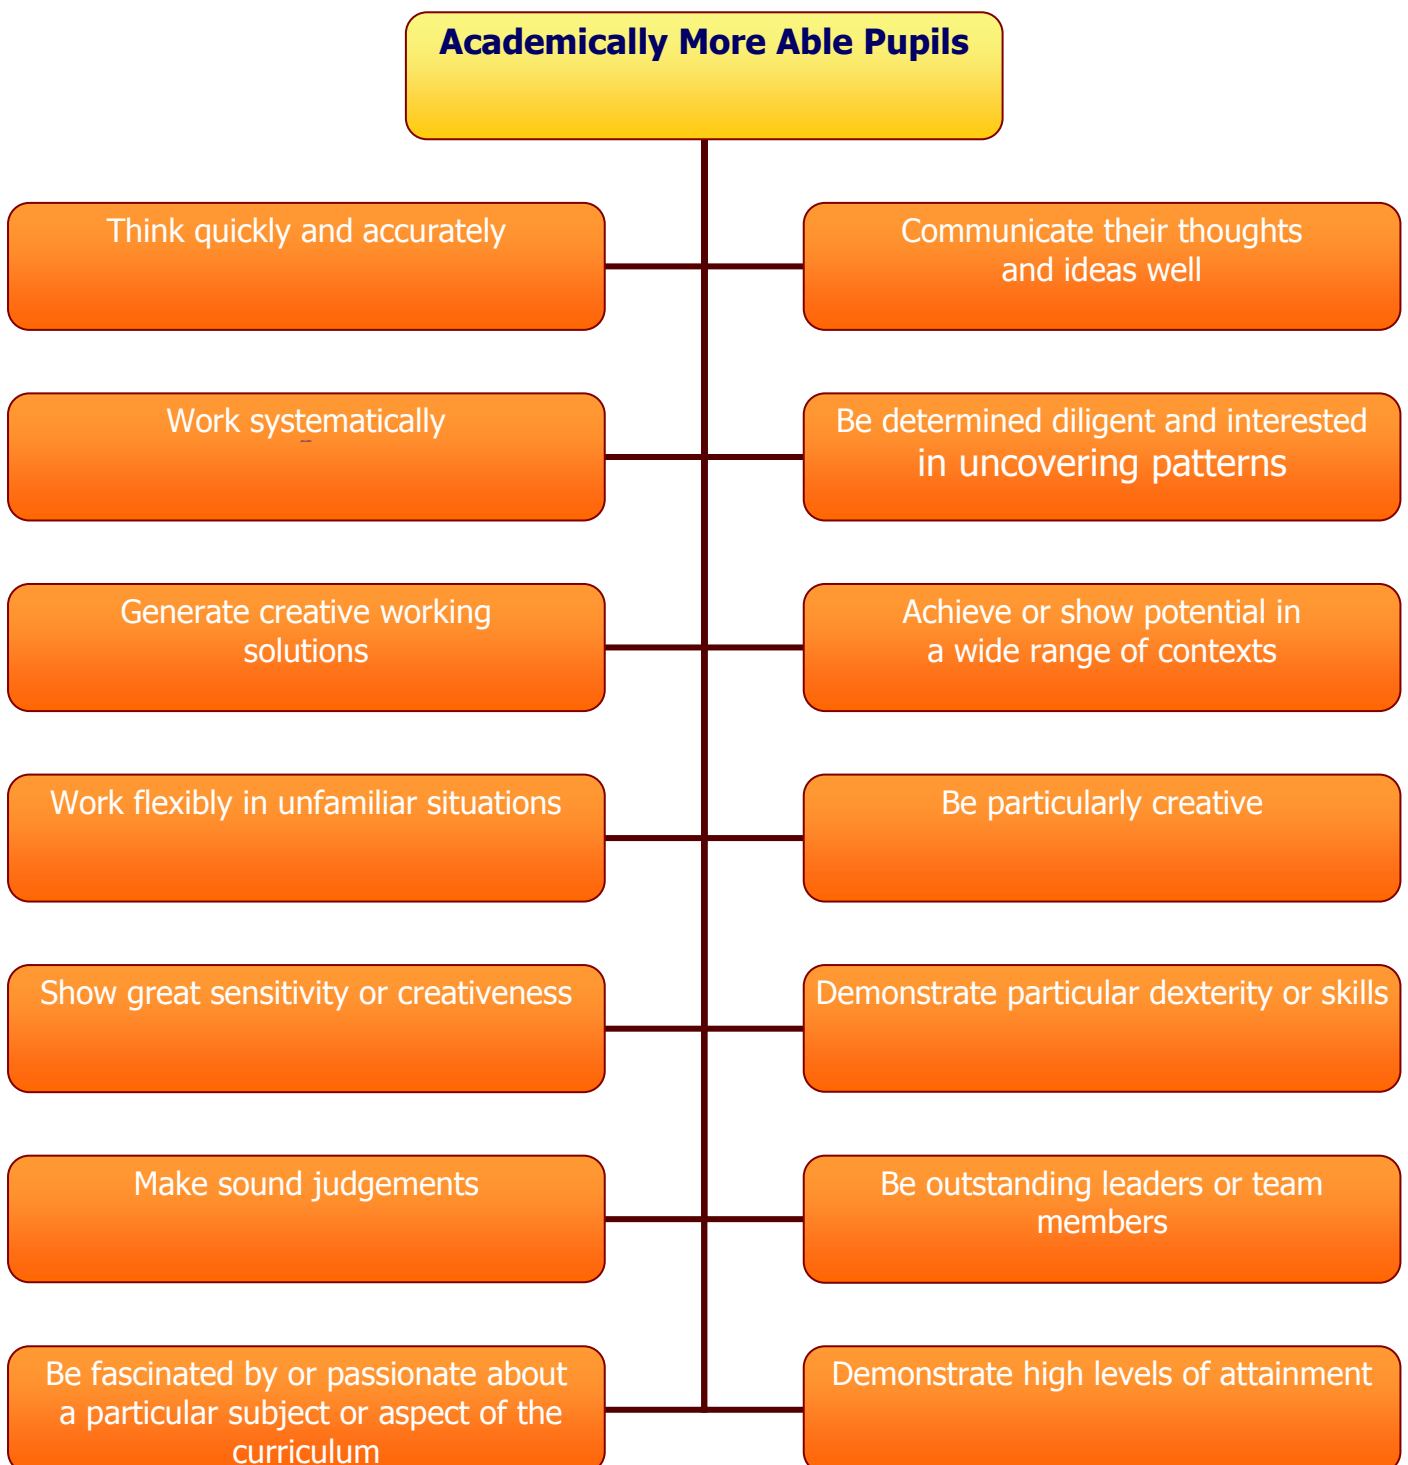 Academically More Able Pupils
Think quickly and accurately
Communicate their thoughts
and ideas well
Work systematically
Be determined diligent and interested
in uncovering patterns
Generate creative working
solutions
Achieve or show potential in
a wide range of contexts
Work flexibly in unfamiliar situations
Be particularly creative
Show great sensitivity or creativeness
Demonstrate particular dexterity or skills
Make sound judgements
Be outstanding leaders or team
members
Be fascinated by or passionate about
a particular subject or aspect of the
curriculum
Demonstrate high levels of attainment